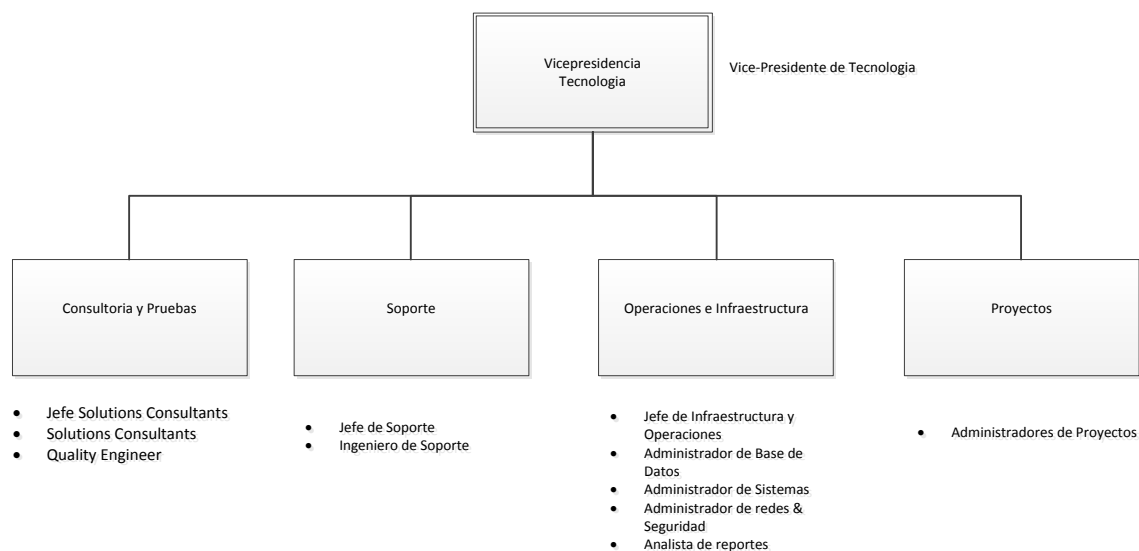 Vicepresidencia
Tecnologia
Vice-Presidente de Tecnologia
Consultoria y Pruebas
Soporte
Operaciones e Infraestructura
Proyectos
• Jefe Solutions Consultants
• Solutions Consultants
• Quality Engineer
• Jefe de Soporte
• Ingeniero de Soporte
• Jefe de Infraestructura y
Operaciones
• Administrador de Base de
Datos
• Administrador de Sistemas
• Administrador de redes &
Seguridad
• Analista de reportes
• Administradores de Proyectos